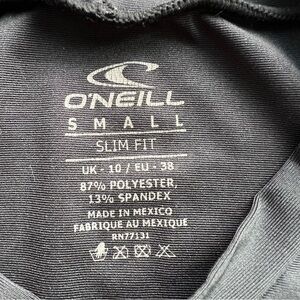 O'NEILL
SMALL
SLIM FIT
UK - 10 / EU - 38
87% POLYESTER,
13% SPANDEX
MADE IN MEXICO
FABRIQUÉ AU MEXIQUE
RN77131